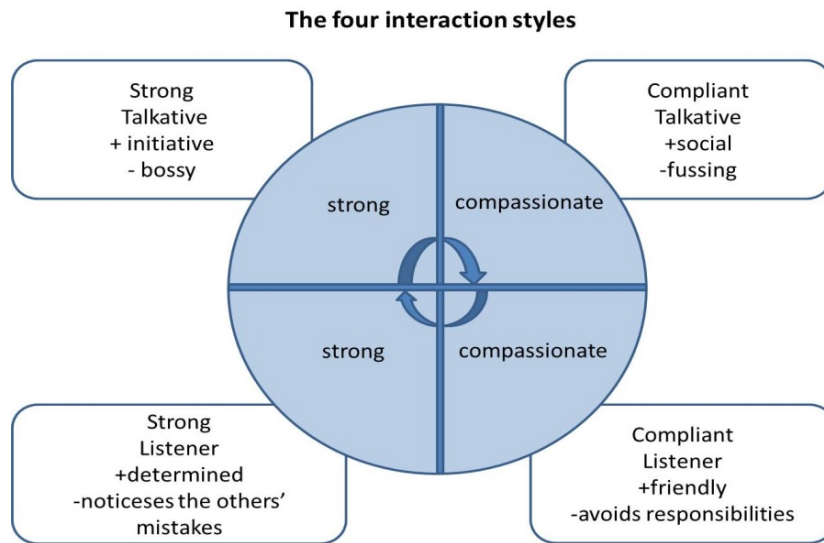 The four interaction styles
Strong
Talkative
+ initiative
- bossy
Compliant
Talkative
+social
-fussing
strong
compassionate
strong
compassionate
Strong
Listener
+determined
-noticeses the others’
mistakes
Compliant
Listener
+friendly
-avoids responsibilities